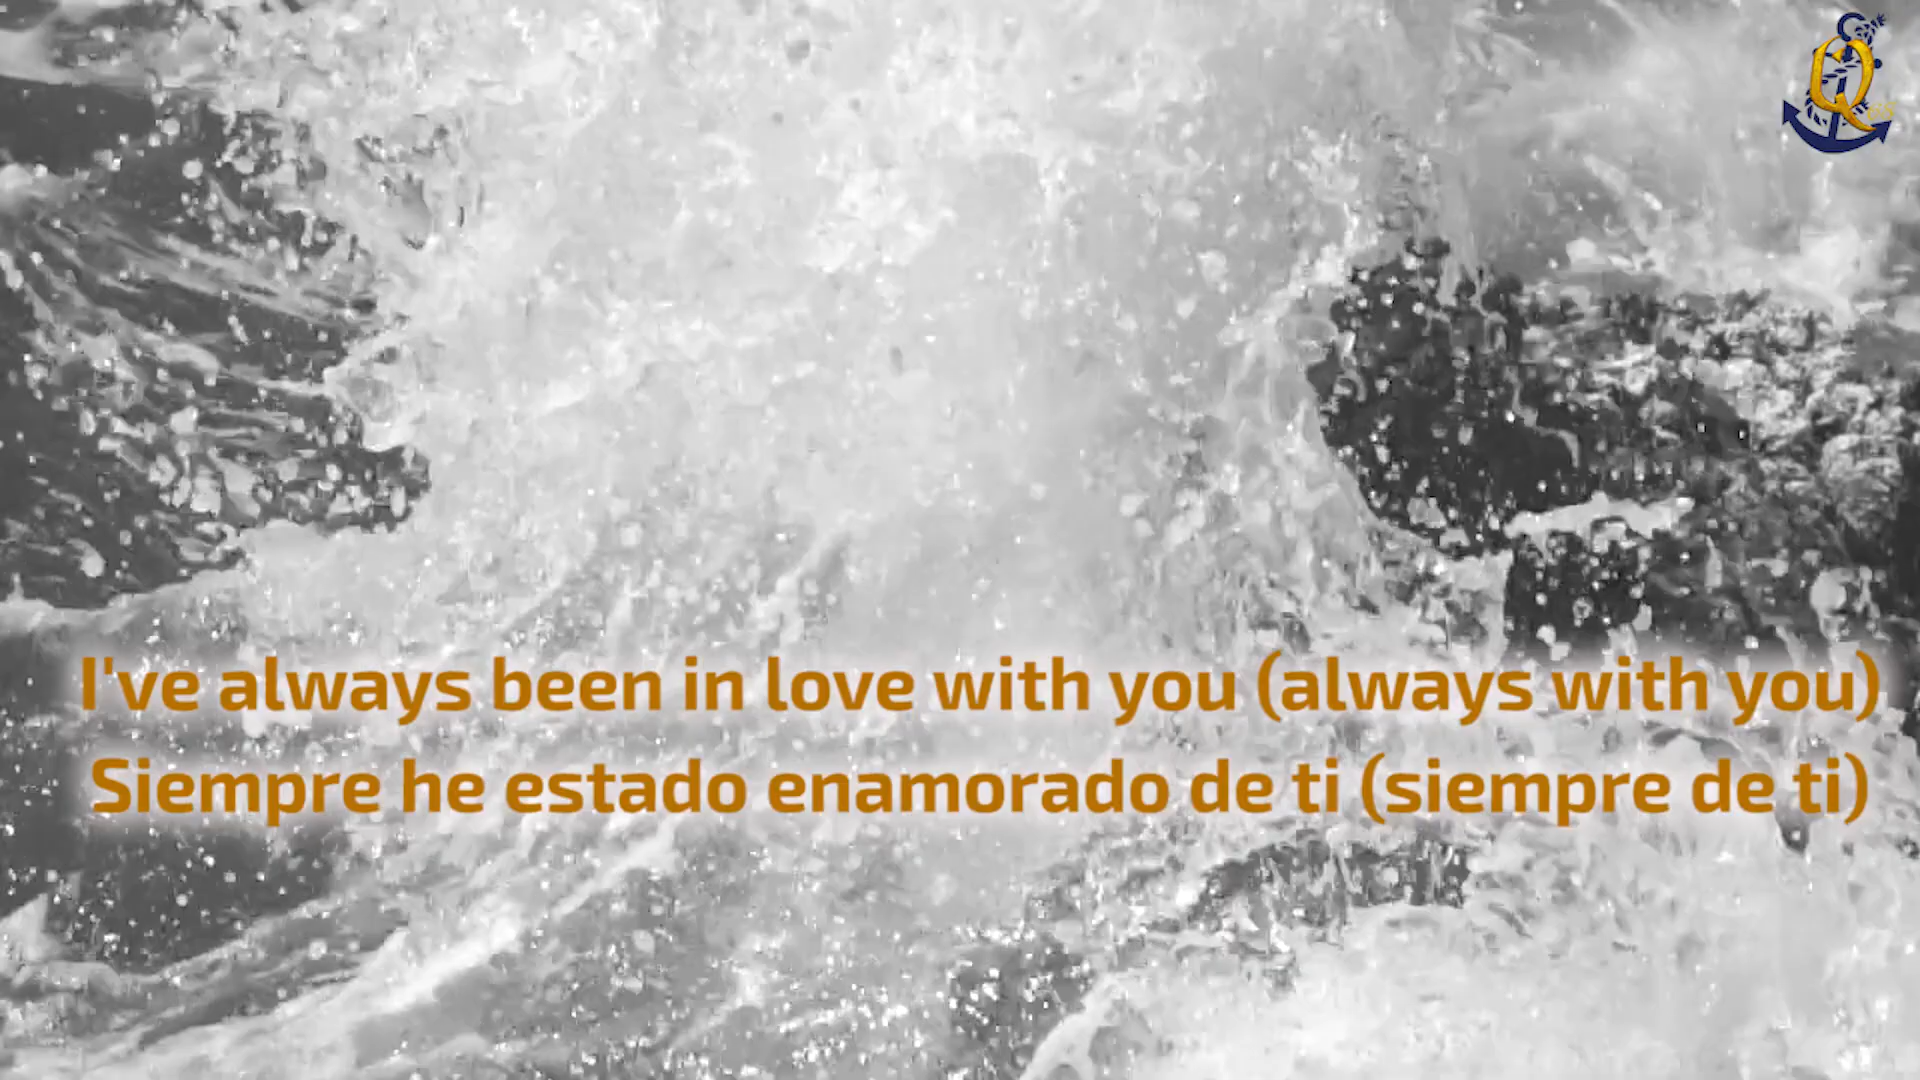 Q
I've always been in love with you (always with you)
Siempre he estado enamorado de ti (siempre de ti)